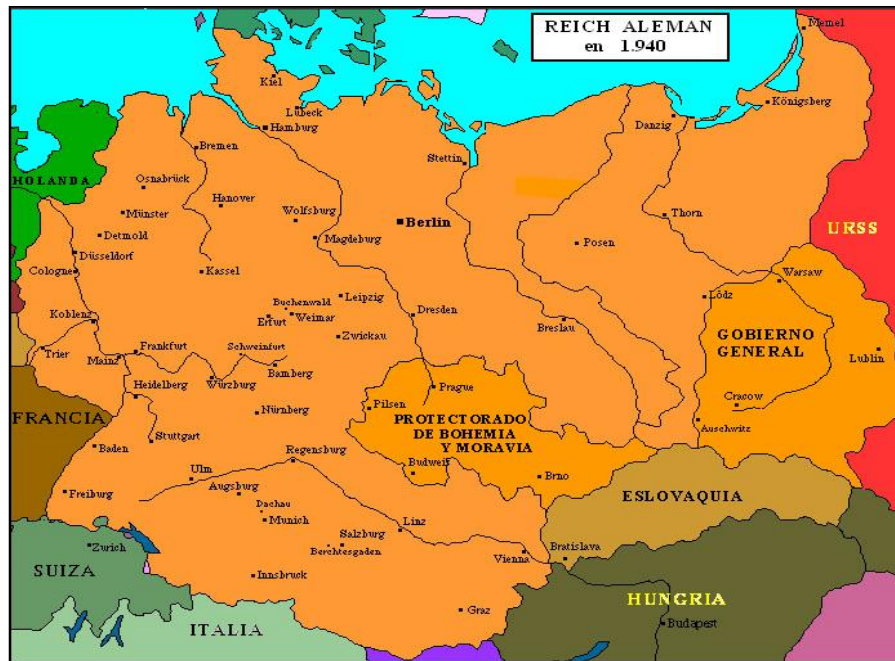 REICH ALEMAN
en 1.940
Memel
Kiel
Königsberg
Lübeck
Danzig
Hamburg
Bremen
Stettin
HOLANDA
Osnabrück
Hanover
Wolfsburg
Berlin
Thorn
Münster
URSS
Detmold
Magdeburg
Posen
Düsseldorf
Cologne
Kassel
Warsaw
Buchenwald
Leipzig
Lódz
Koblenz
Erfurt
Weimar
Dresden
Breslau
GOBIERNO
GENERAL
Zwickau
Trier
Mainz
Frankfurt
Schweinfurt
Lublin
Bamberg
Heidelberg
Würzburg
Prague
Cracow
FRANCIA
Nürnberg
Pilsen
PROTECTORADO
DE BOHEMIA
Y MORAVIA
Auschwitz
Baden
Stuttgart
Regensburg
Budweis
Brno
Ulm
Freiburg
Augsburg
ESLOVAQUIA
Dachau
Munich
Linz
Zurich
Salzburg
Berchtesgaden
Vienna
Bratislava
SUIZA
Innsbruck
HUNGRIA
Graz
Budapest
ITALIA